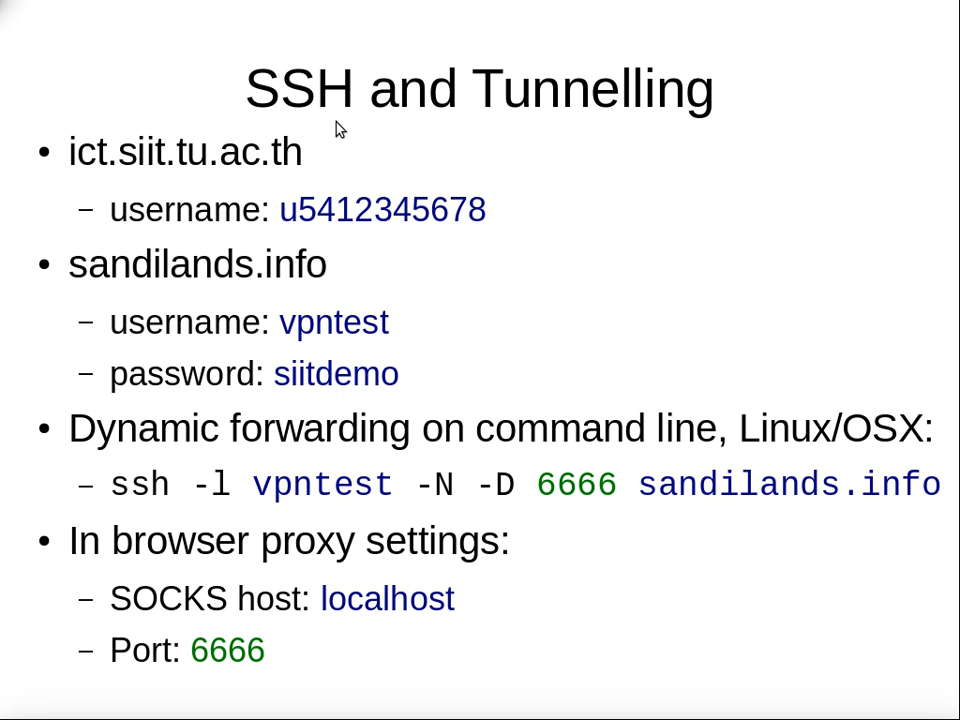 SSH and Tunnelling
• ict.siit.tu.ac.th
– username: u5412345678
• sandilands.info
– username: vpntest
– password: siitdemo
• Dynamic forwarding on command line, Linux/OSX:
– ssh -l vpntest -N -D 6666 sandilands.info
• In browser proxy settings:
– SOCKS host: localhost
– Port: 6666